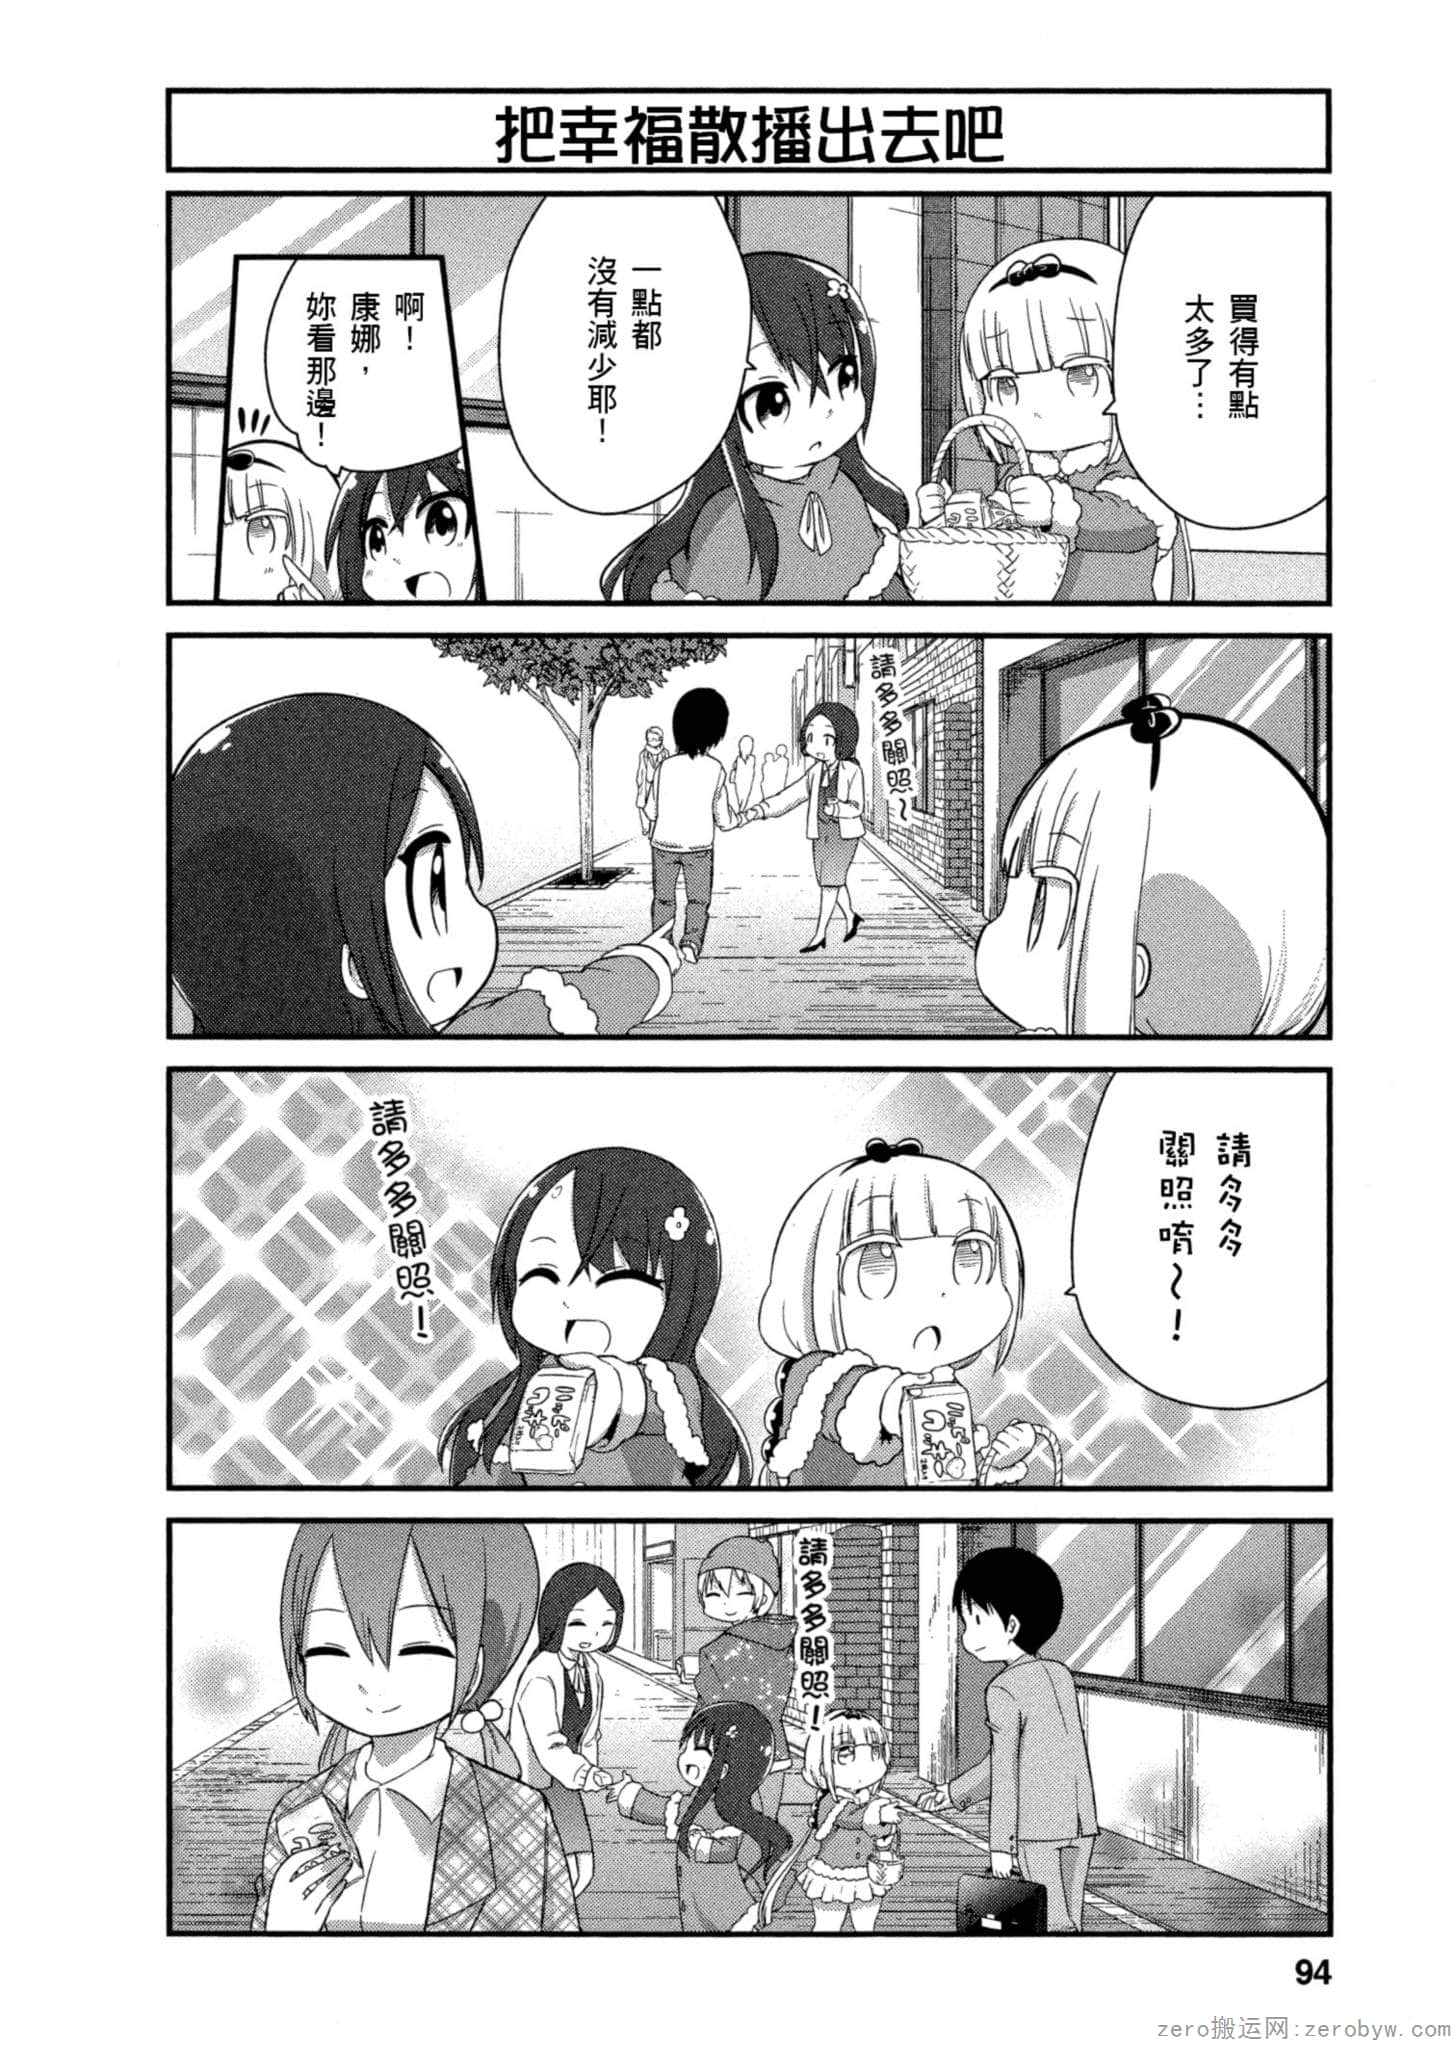 把幸福散播出去吧
買得有點
太多了…
一點都
沒有減少耶！
啊！
康娜，
妳看那邊！
請多多關照～
請多多
關照唷～！
請多多關照！
請多多關照！
94
zero搬运网:zerobyw.com